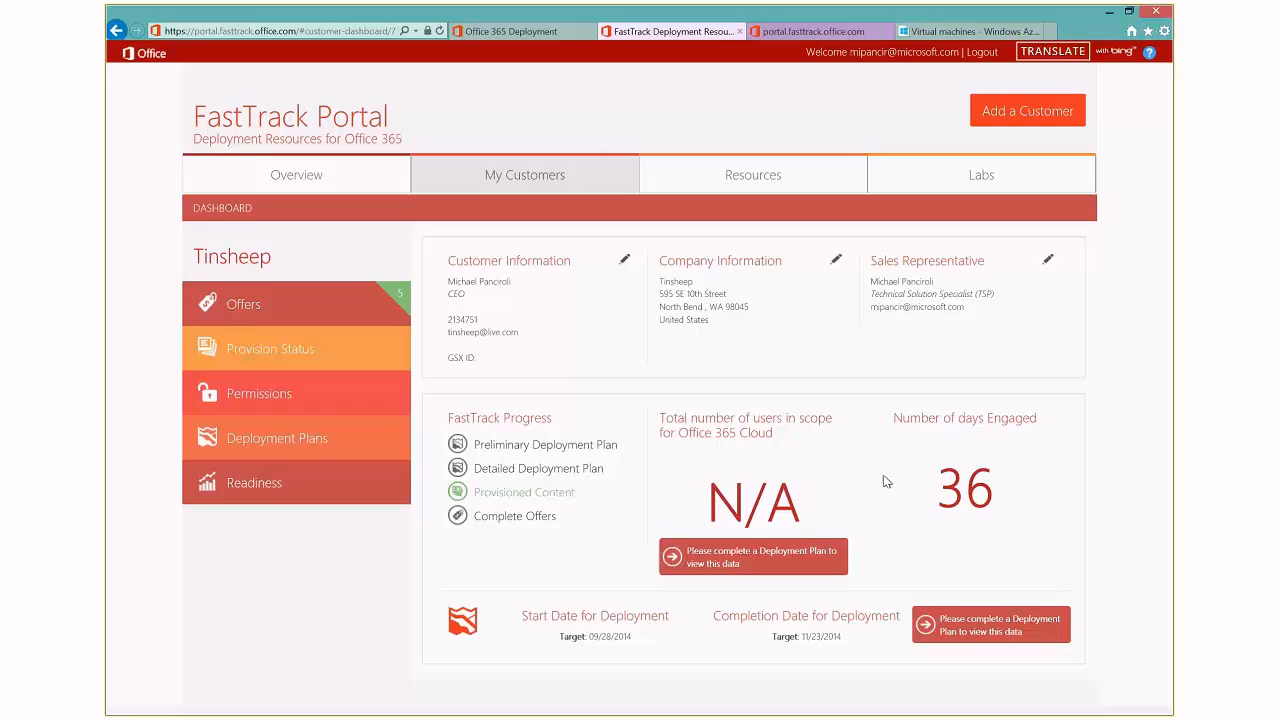 https://portal.fasttrack.office.com/#customer-dashboard/7
Office 365 Deployment
FastTrack Deployment Resou...
portal.fasttrack.office.com
Virtual machines - Windows Az...
Office
Welcome mipancir@microsoft.com | Logout
TRANSLATE with bing™
?
FastTrack Portal
Deployment Resources for Office 365
Add a Customer
Overview
My Customers
Resources
Labs
DASHBOARD
Tinsheep
Offers
5
Provision Status
Permissions
Deployment Plans
Readiness
Customer Information
Michael Panciroli
CEO
2134751
tinsheep@live.com
GSX ID:
Company Information
Tinsheep
595 SE 10th Street
North Bend , WA 98045
United States
Sales Representative
Michael Panciroli
Technical Solution Specialist (TSP)
mipancir@microsoft.com
FastTrack Progress
Preliminary Deployment Plan
Detailed Deployment Plan
Provisioned Content
Complete Offers
Total number of users in scope
for Office 365 Cloud
N/A
Please complete a Deployment Plan to
view this data
Number of days Engaged
36
Start Date for Deployment
Target: 09/28/2014
Completion Date for Deployment
Target: 11/23/2014
Please complete a Deployment
Plan to view this data